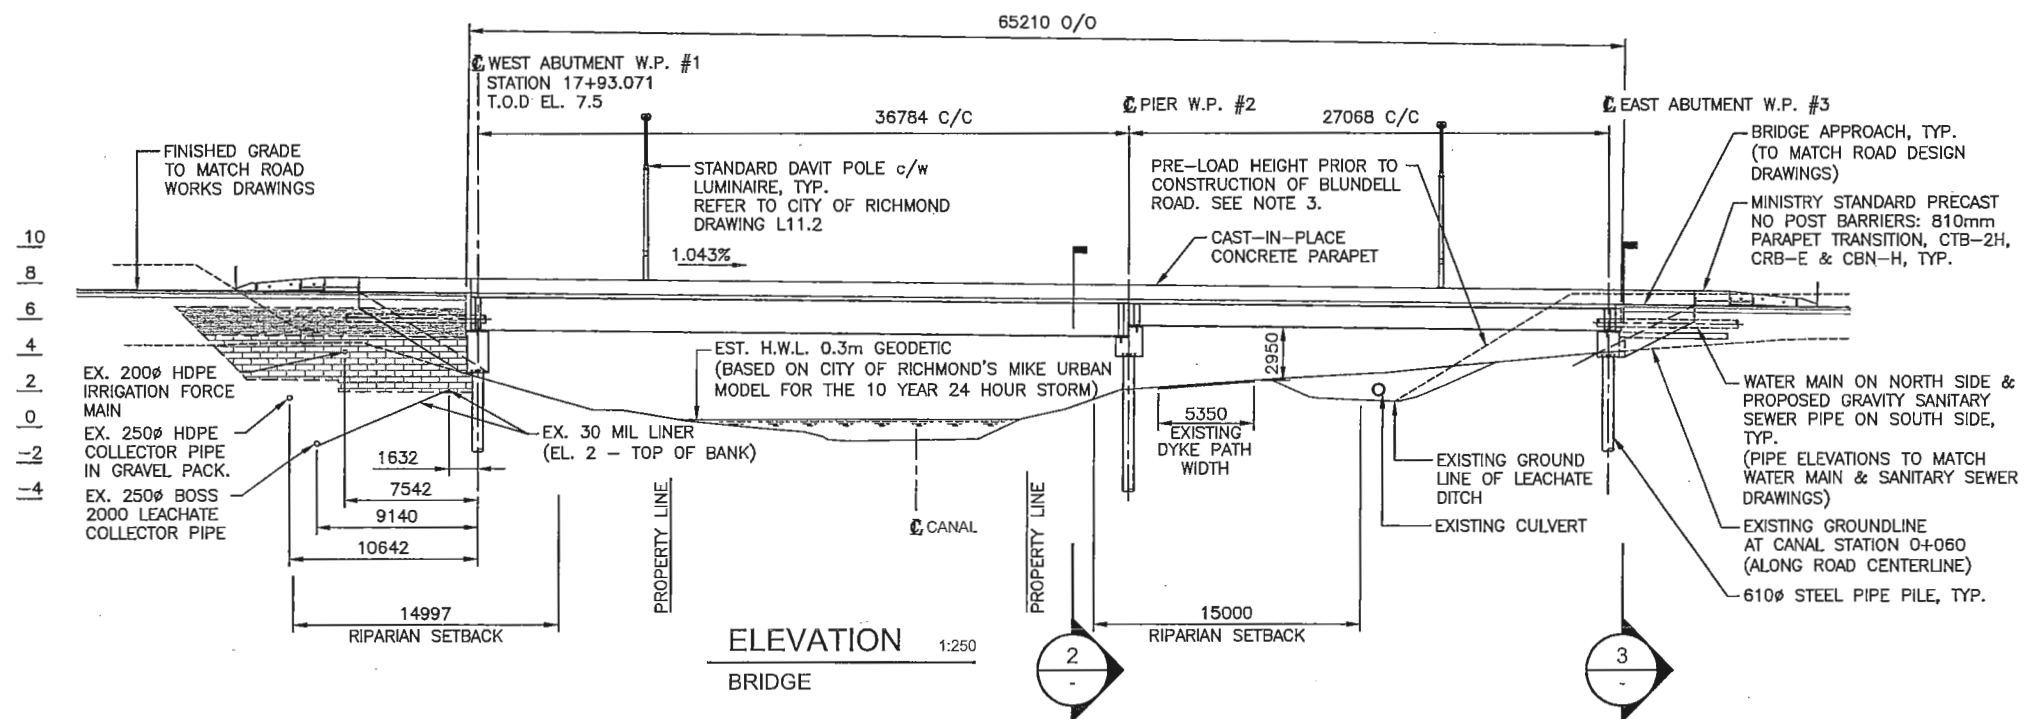 65210 O/O
℄ WEST ABUTMENT W.P. #1
STATION 17+93.071
T.O.D EL. 7.5
℄ PIER W.P. #2
℄ EAST ABUTMENT W.P. #3
36784 C/C
27068 C/C
FINISHED GRADE
TO MATCH ROAD
WORKS DRAWINGS
STANDARD DAVIT POLE c/w
LUMINAIRE, TYP.
REFER TO CITY OF RICHMOND
DRAWING L11.2
1.043%
PRE-LOAD HEIGHT PRIOR TO
CONSTRUCTION OF BLUNDELL
ROAD. SEE NOTE 3.
CAST-IN-PLACE
CONCRETE PARAPET
BRIDGE APPROACH, TYP.
(TO MATCH ROAD DESIGN
DRAWINGS)
MINISTRY STANDARD PRECAST
NO POST BARRIERS: 810mm
PARAPET TRANSITION, CTB-2H,
CRB-E & CBN-H, TYP.
10
8
6
4
2
0
-2
-4
EX. 200ø HDPE
IRRIGATION FORCE
MAIN
EX. 250ø HDPE
COLLECTOR PIPE
IN GRAVEL PACK.
EX. 250ø BOSS
2000 LEACHATE
COLLECTOR PIPE
EST. H.W.L. 0.3m GEODETIC
(BASED ON CITY OF RICHMOND'S MIKE URBAN
MODEL FOR THE 10 YEAR 24 HOUR STORM)
EX. 30 MIL LINER
(EL. 2 - TOP OF BANK)
1632
7542
9140
10642
14997
RIPARIAN SETBACK
PROPERTY LINE
℄ CANAL
PROPERTY LINE
2950
5350
EXISTING
DYKE PATH
WIDTH
EXISTING GROUND
LINE OF LEACHATE
DITCH
EXISTING CULVERT
15000
RIPARIAN SETBACK
WATER MAIN ON NORTH SIDE &
PROPOSED GRAVITY SANITARY
SEWER PIPE ON SOUTH SIDE,
TYP.
(PIPE ELEVATIONS TO MATCH
WATER MAIN & SANITARY SEWER
DRAWINGS)
EXISTING GROUNDLINE
AT CANAL STATION 0+060
(ALONG ROAD CENTERLINE)
610ø STEEL PIPE PILE, TYP.
ELEVATION 1:250
BRIDGE
2
-
3
-